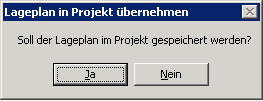 Lageplan in Projekt übernehmen
Soll der Lageplan im Projekt gespeichert werden?
Ja
Nein